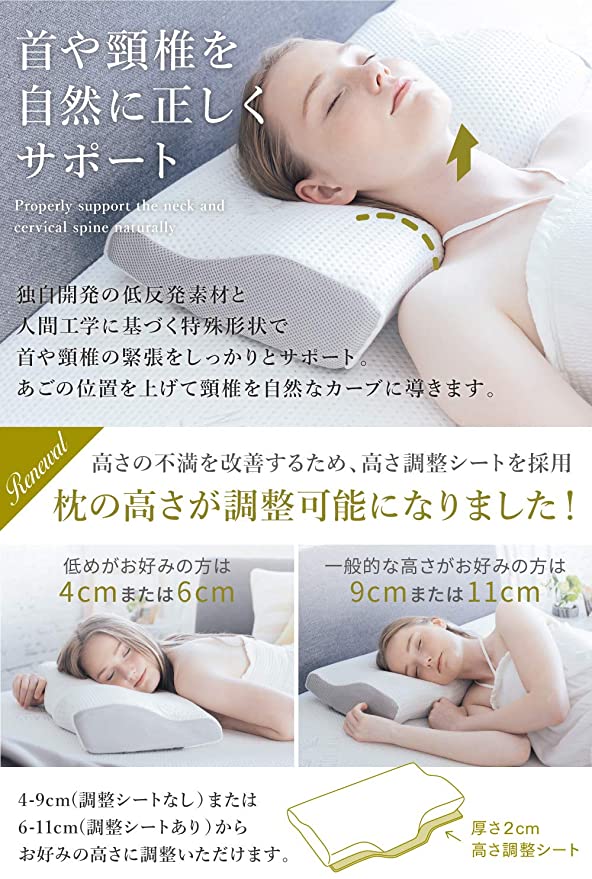 首や頸椎を
自然に正しく
サポート
Properly support the neck and
cervical spine naturally
独自開発の低反発素材と
人間工学に基づく特殊形状で
首や頸椎の緊張をしっかりとサポート。
あごの位置を上げて頸椎を自然なカーブに導きます。
Renewal
高さの不満を改善するため、高さ調整シートを採用
枕の高さが調整可能になりました!
低めがお好みの方は
4cmまたは6cm
一般的な高さがお好みの方は
9cmまたは11cm
4-9cm(調整シートなし)または
6-11cm(調整シートあり)から
お好みの高さに調整いただけます。
厚さ2cm
高さ調整シート